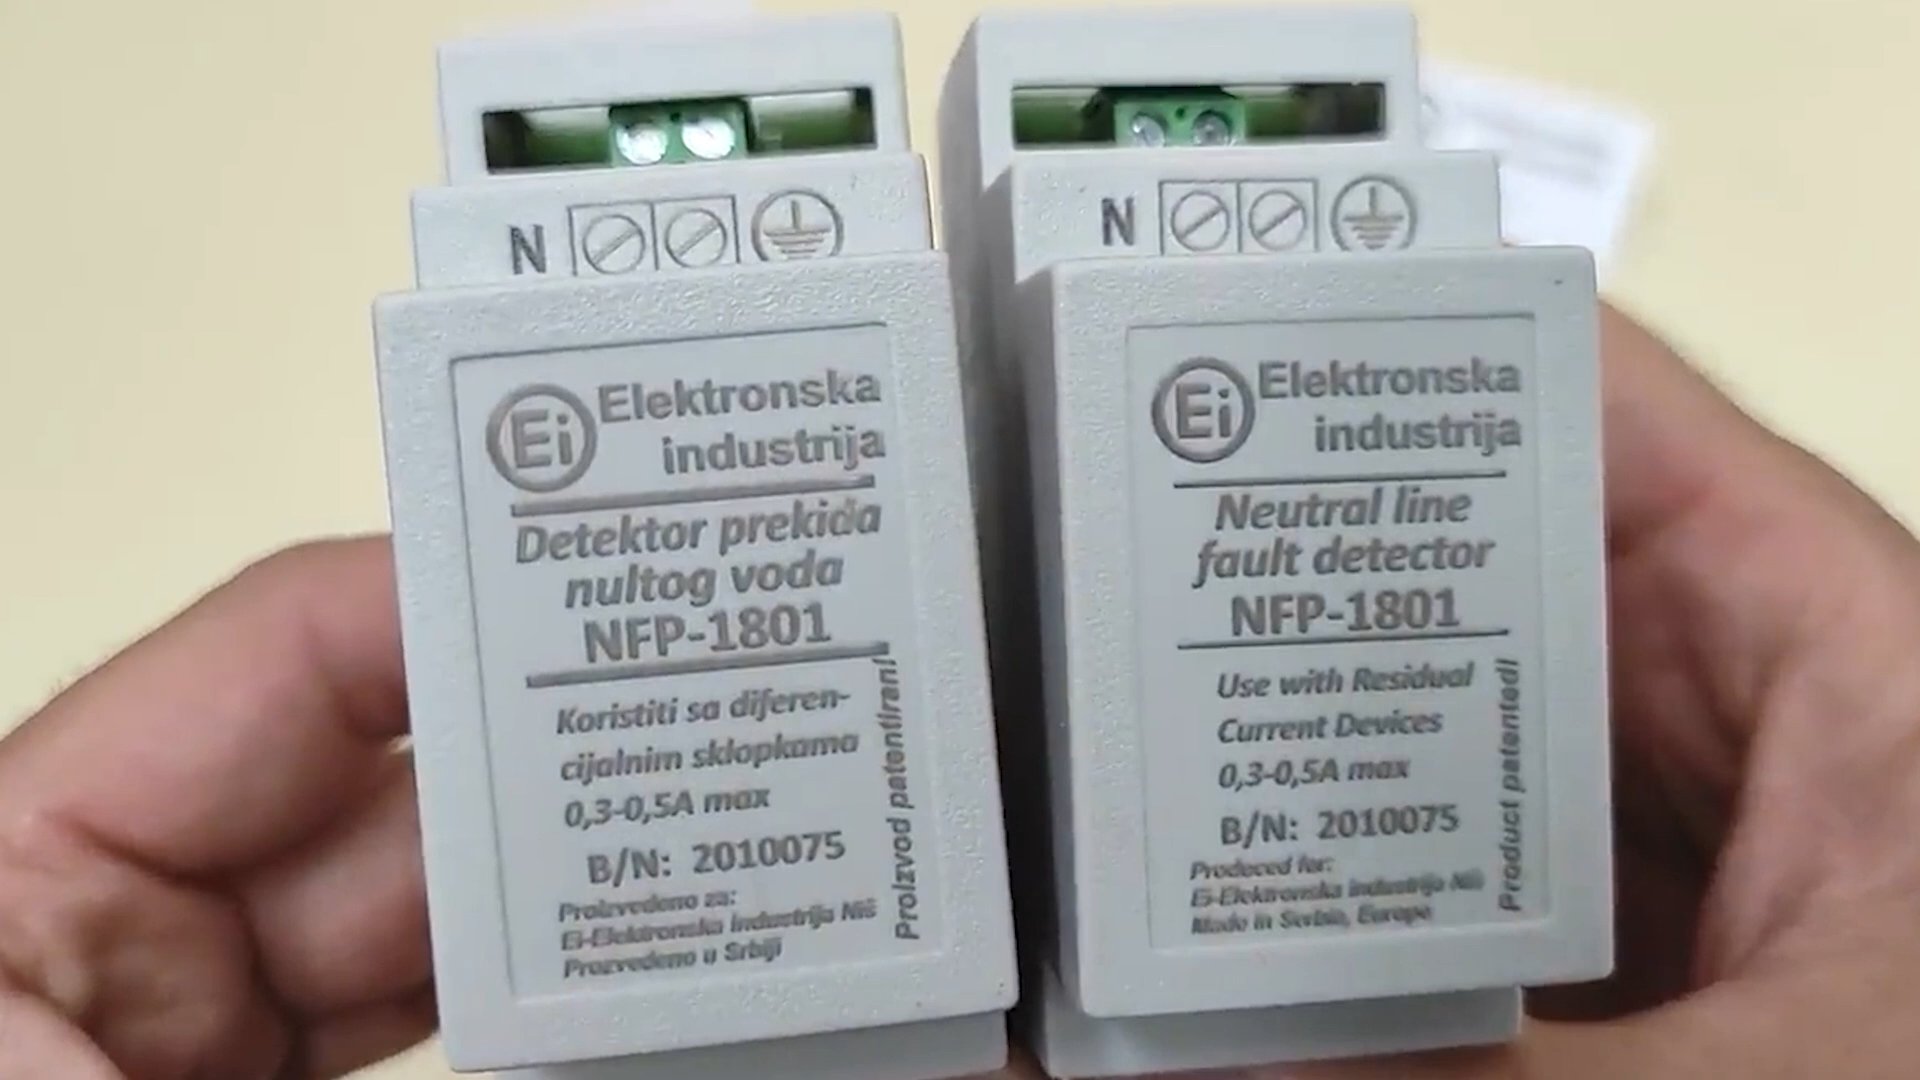 N
Ei Elektronska
industrija
Detektor prekida
nultog voda
NFP-1801
Koristiti sa diferen-
cijalnim sklopkama
0,3-0,5A max
B/N: 2010075
Proizvedeno za:
Ei-Elektronska industrija Niš
Prozvedeno u Srbiji
Proizvod patentiran!
N
Ei Elektronska
industrija
Neutral line
fault detector
NFP-1801
Use with Residual
Current Devices
0,3-0,5A max
B/N: 2010075
Produced for:
Ei-Elektronska industrija Niš
Made in Serbia, Europe
Product patented!